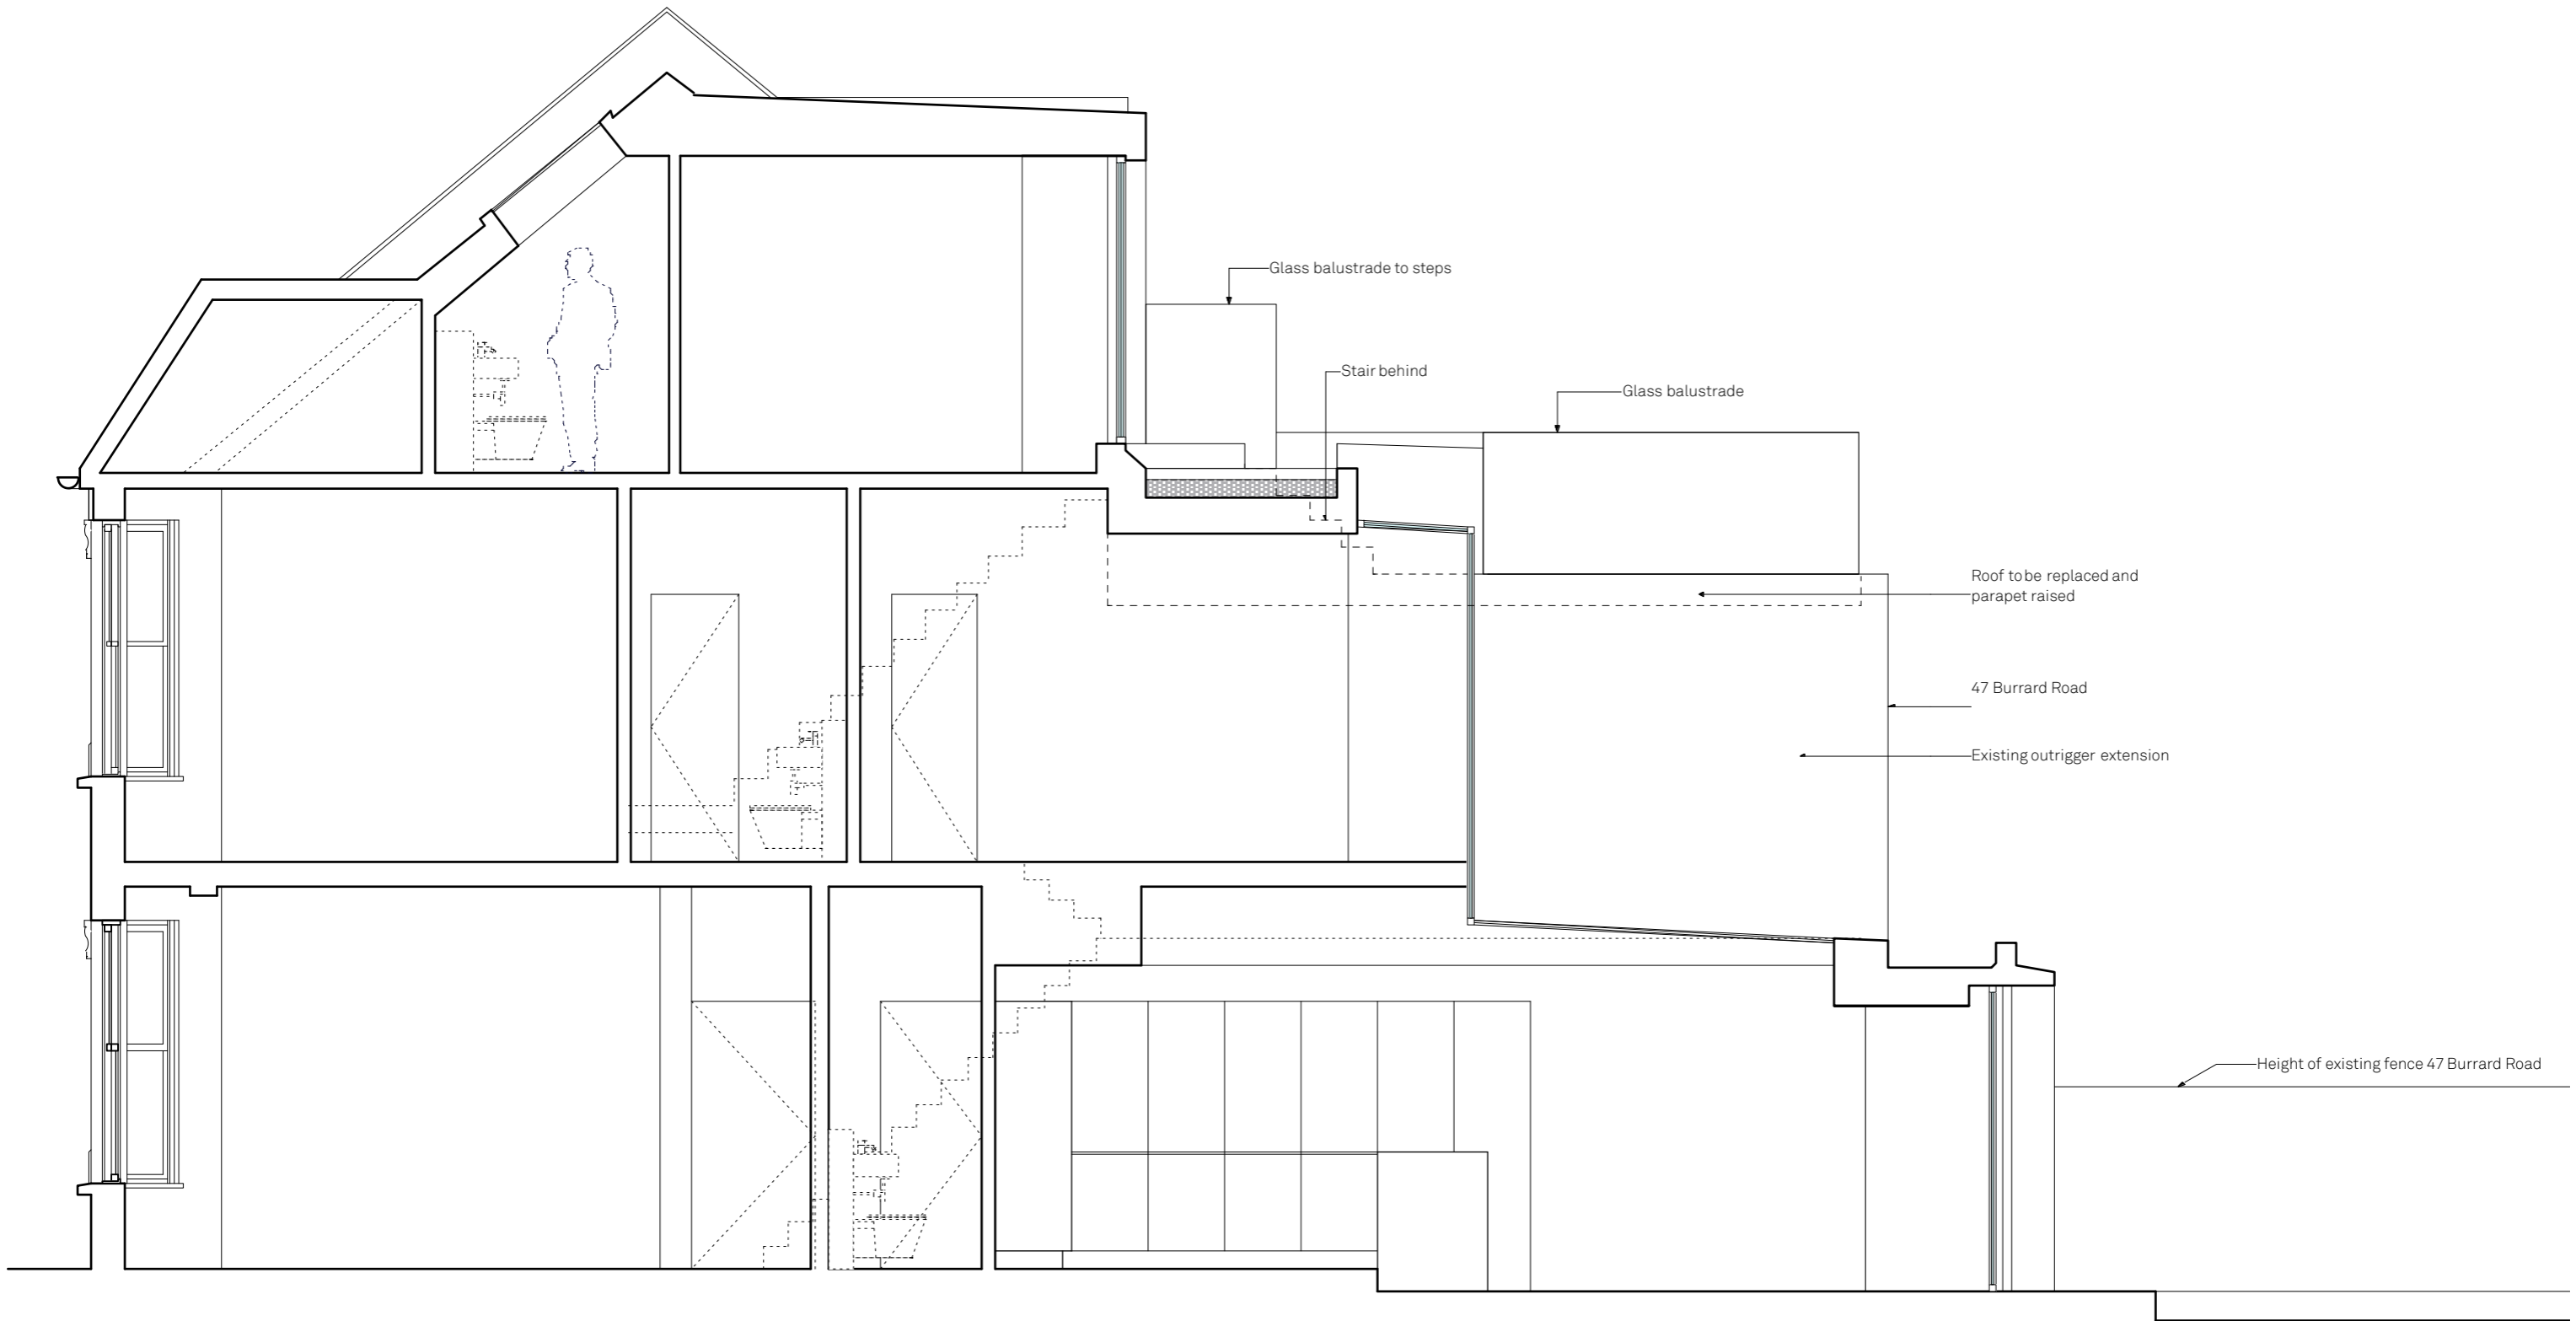 Glass balustrade to steps
Stair behind
Glass balustrade
Roof to be replaced and
parapet raised
47 Burrard Road
Existing outrigger extension
Height of existing fence 47 Burrard Road